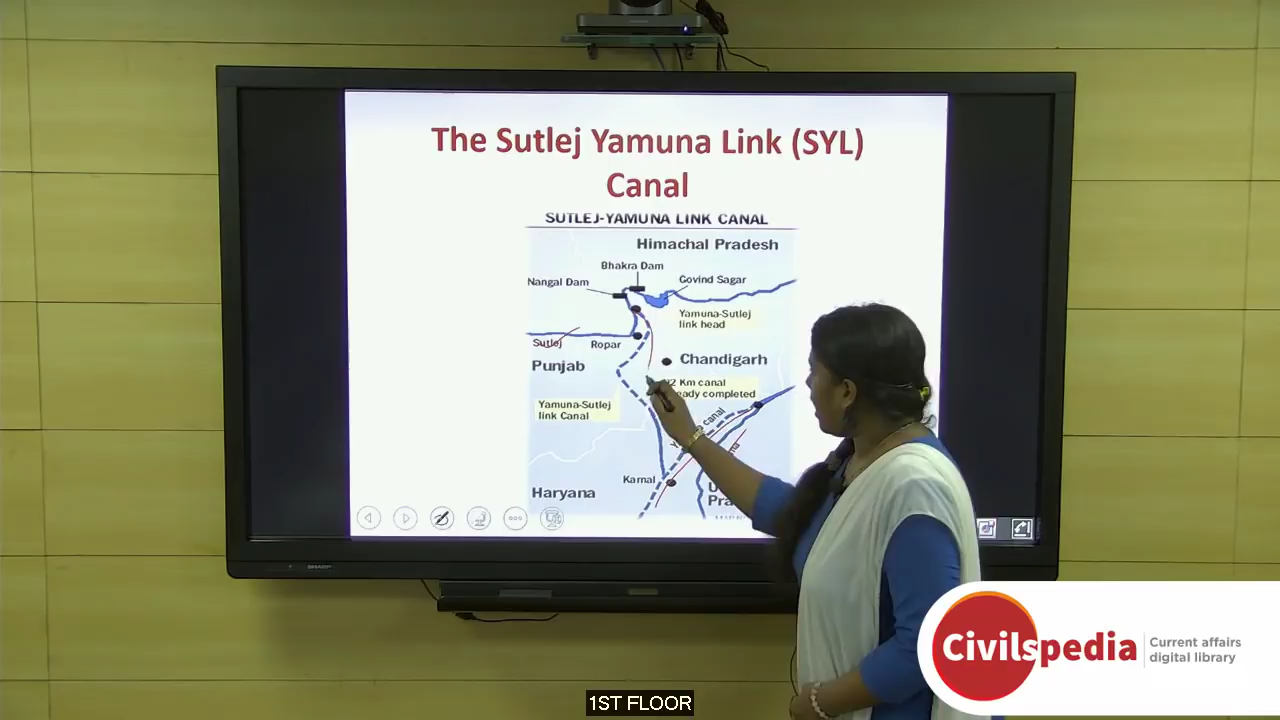 The Sutlej Yamuna Link (SYL)
Canal
SUTLEJ-YAMUNA LINK CANAL
Himachal Pradesh
Bhakra Dam
Nangal Dam
Govind Sagar
Yamuna-Sutlej
link head
Sutlej
Ropar
Chandigarh
Punjab
Km canal
completed
Yamuna-Sutlej
link Canal
canal
Karnal
Haryana
SHARP
Civilspedia
Current affairs
digital library
1ST FLOOR